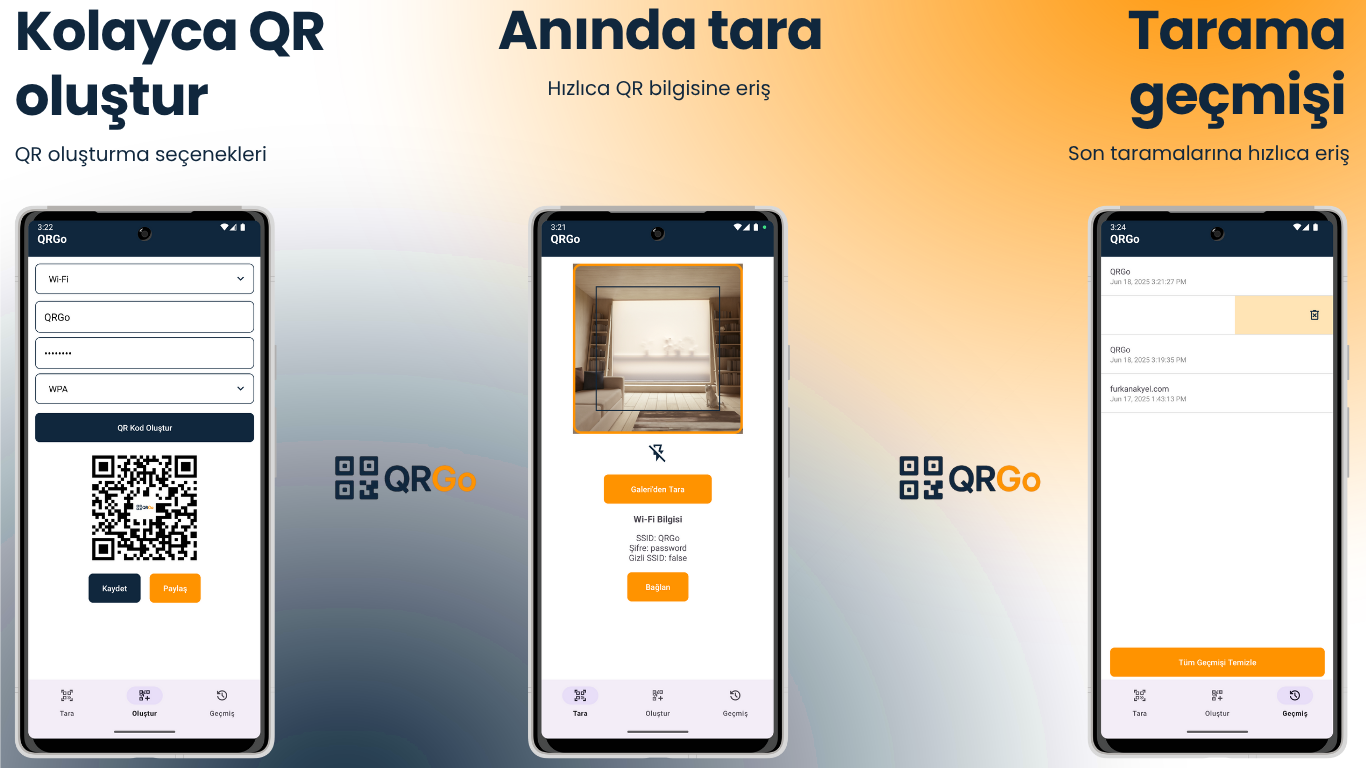 Kolayca QR
oluştur
QR oluşturma seçenekleri
3:22
QRGo
Wi-Fi
QRGo
••••••••
WPA
QR Kod Oluştur
QRGo
Kaydet
Paylaş
Tara
Oluştur
Geçmiş
QRGo
Anında tara
Hızlıca QR bilgisine eriş
3:21
QRGo
Galeri'den Tara
Wi-Fi Bilgisi
SSID: QRGo
Şifre: password
Gizli SSID: false
Bağlan
Tara
Oluştur
Geçmiş
QRGo
Tarama
geçmişi
Son taramalarına hızlıca eriş
3:24
QRGo
QRGo
Jun 18, 2025 3:21:27 PM
QRGo
Jun 18, 2025 3:19:35 PM
furkanakyel.com
Jun 17, 2025 1:43:13 PM
Tüm Geçmişi Temizle
Tara
Oluştur
Geçmiş